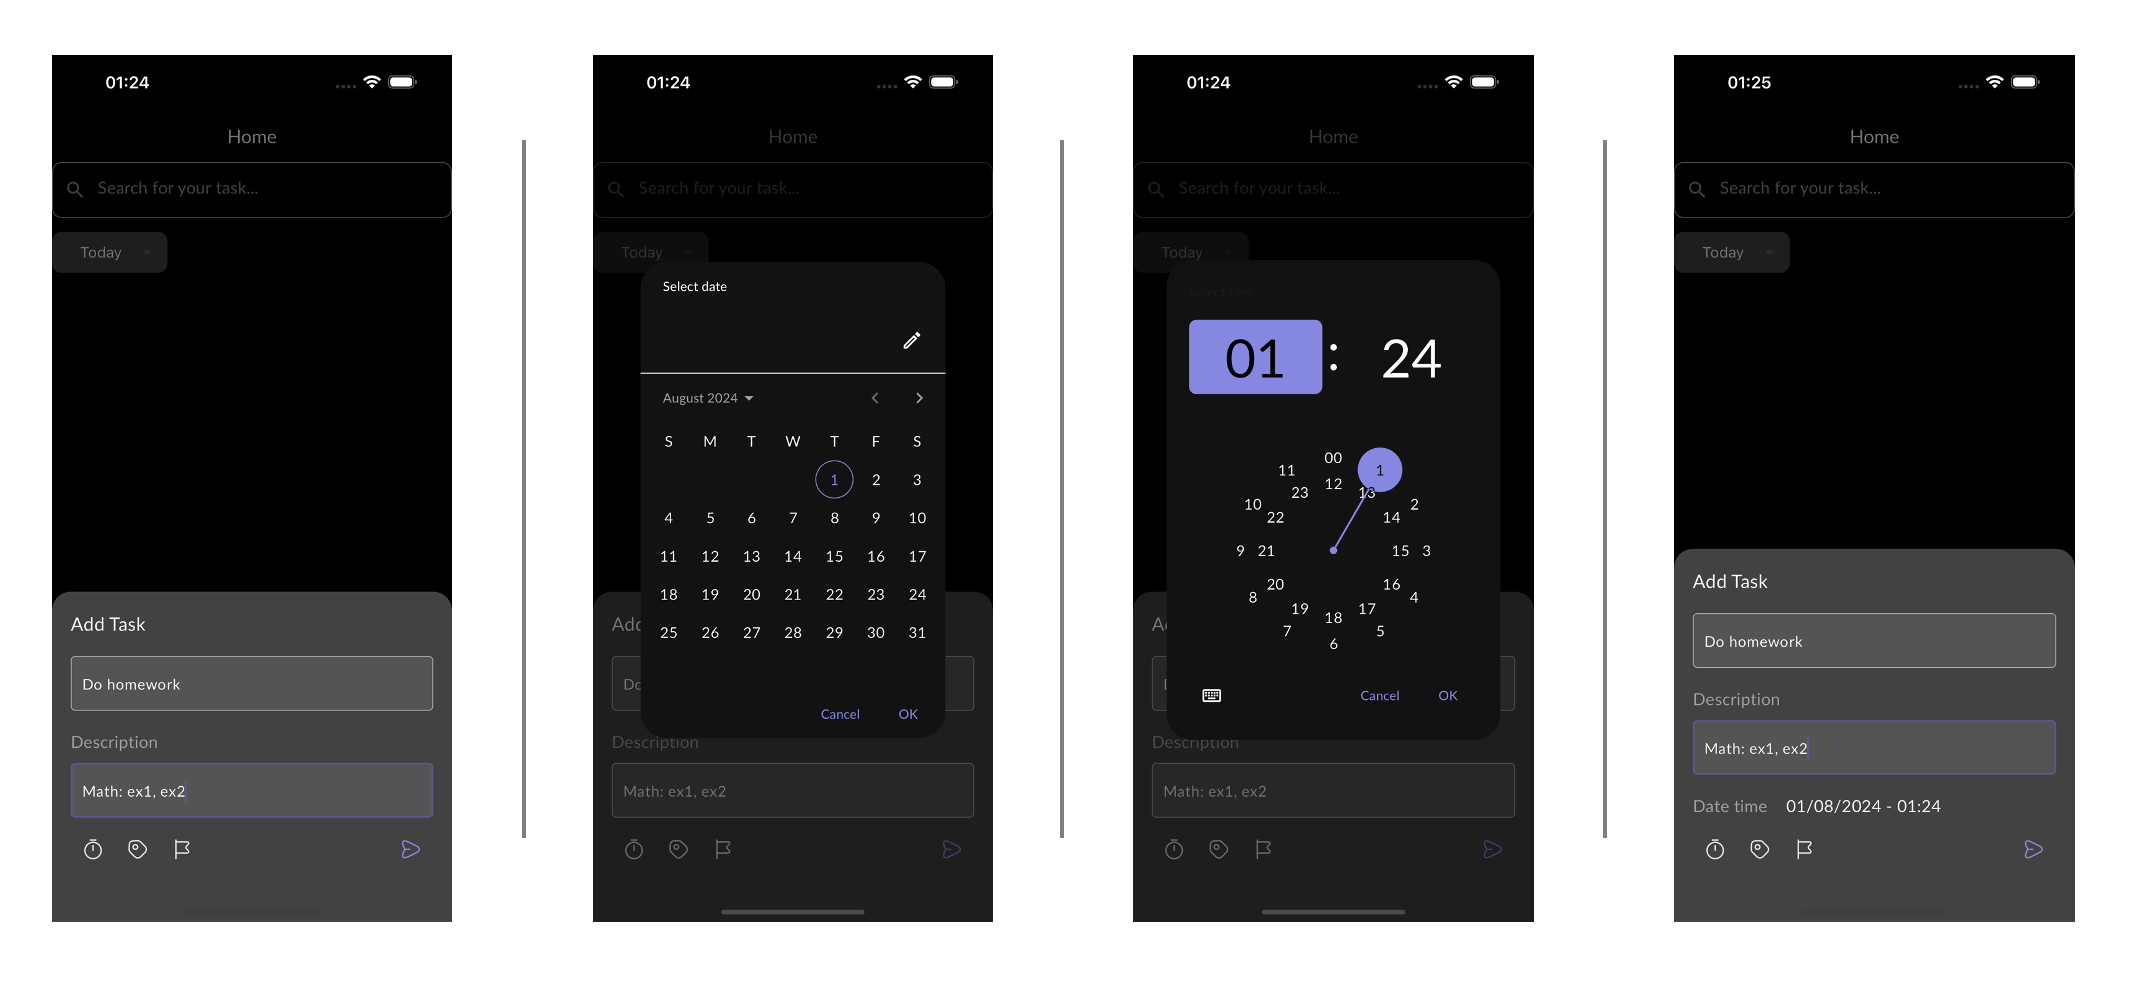 01:24
Home
Search for your task...
Today
Add Task
Do homework
Description
Math: ex1, ex2
01:24
Home
Search for your task...
Today
Select date
August 2024
S M T W T F S
1 2 3
4 5 6 7 8 9 10
11 12 13 14 15 16 17
18 19 20 21 22 23 24
25 26 27 28 29 30 31
Cancel OK
Add
Do
Description
Math: ex1, ex2
01:24
Home
Search for your task...
Today
Select time
01 : 24
00
11 1
12
23 13
10 2
22 14
9 21 15 3
20 16
8 4
19 17
18
7 5
6
Cancel OK
Description
Math: ex1, ex2
01:25
Home
Search for your task...
Today
Add Task
Do homework
Description
Math: ex1, ex2
Date time 01/08/2024 - 01:24